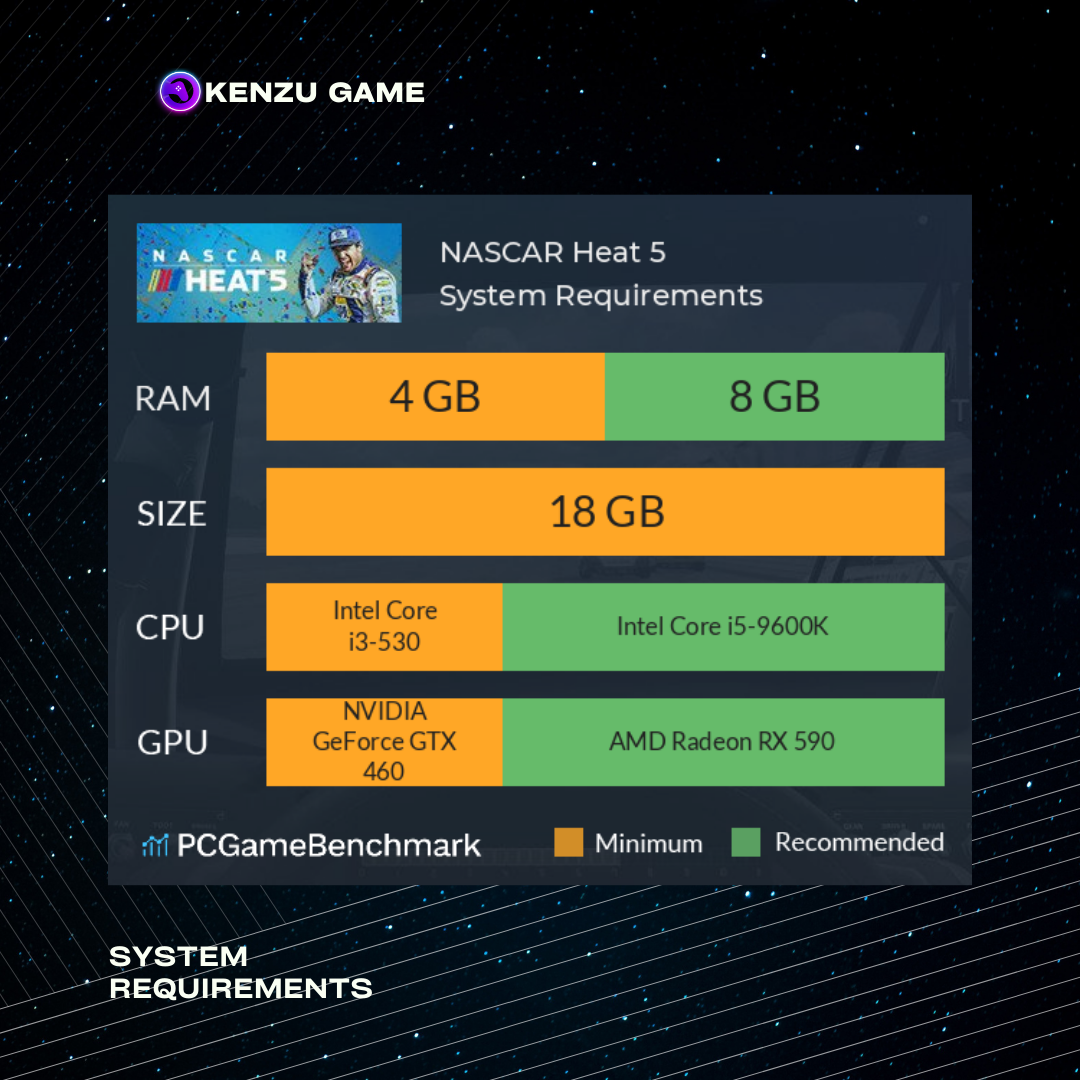 KENZU GAME
NASCAR
HEAT 5
NASCAR Heat 5
System Requirements
RAM
4 GB
8 GB
SIZE
18 GB
CPU
Intel Core
i3-530
Intel Core i5-9600K
GPU
NVIDIA
GeForce GTX
460
AMD Radeon RX 590
PCGameBenchmark
Minimum
Recommended
SYSTEM
REQUIREMENTS